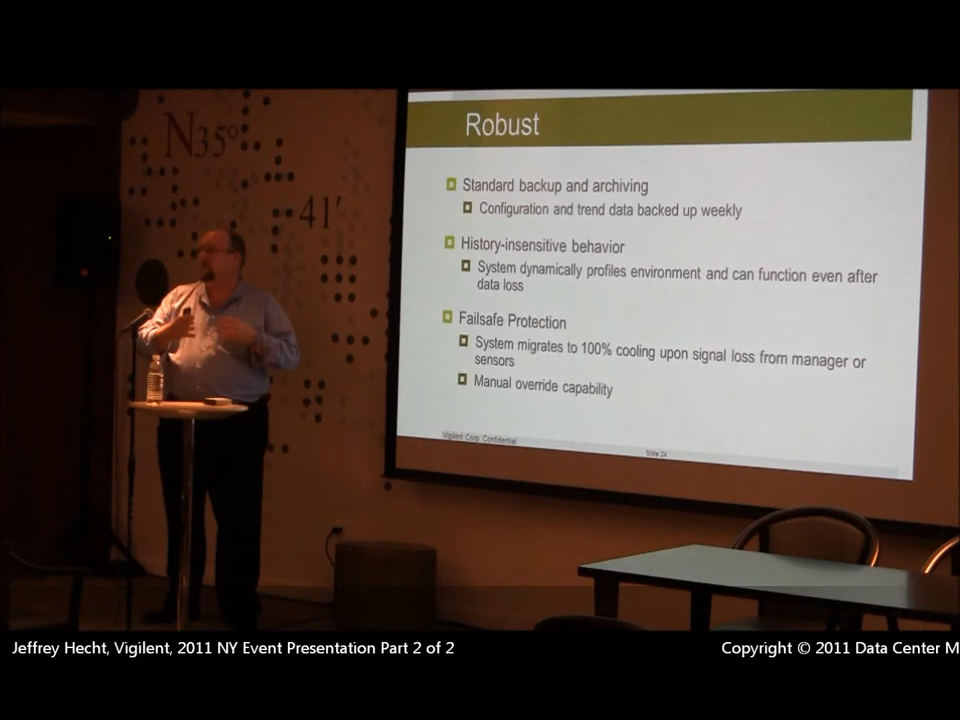 N35°
41'
Robust
Standard backup and archiving
Configuration and trend data backed up weekly
History-insensitive behavior
System dynamically profiles environment and can function even after
data loss
Failsafe Protection
System migrates to 100% cooling upon signal loss from manager or
sensors
Manual override capability
Vigilent Corp. Confidential
Slide 24
Jeffrey Hecht, Vigilent, 2011 NY Event Presentation Part 2 of 2
Copyright © 2011 Data Center M